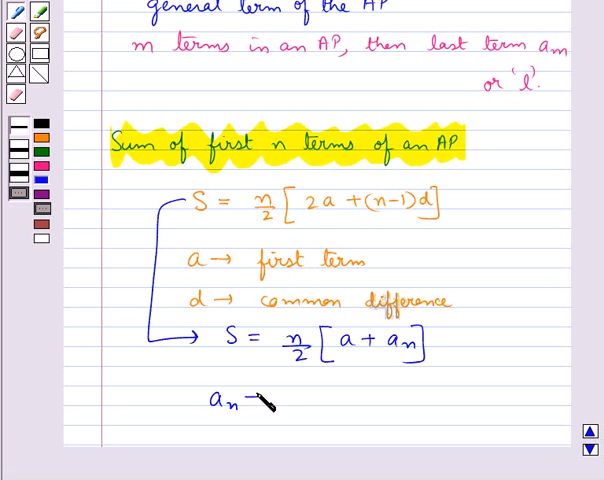 general term of the AP
m terms in an AP, then last term aₘ
or 'l'.
Sum of first n terms of an AP
S = n/2 [ 2a + (n-1)d]
a → first term
d → common difference
S = n/2 [ a + aₙ]
aₙ →